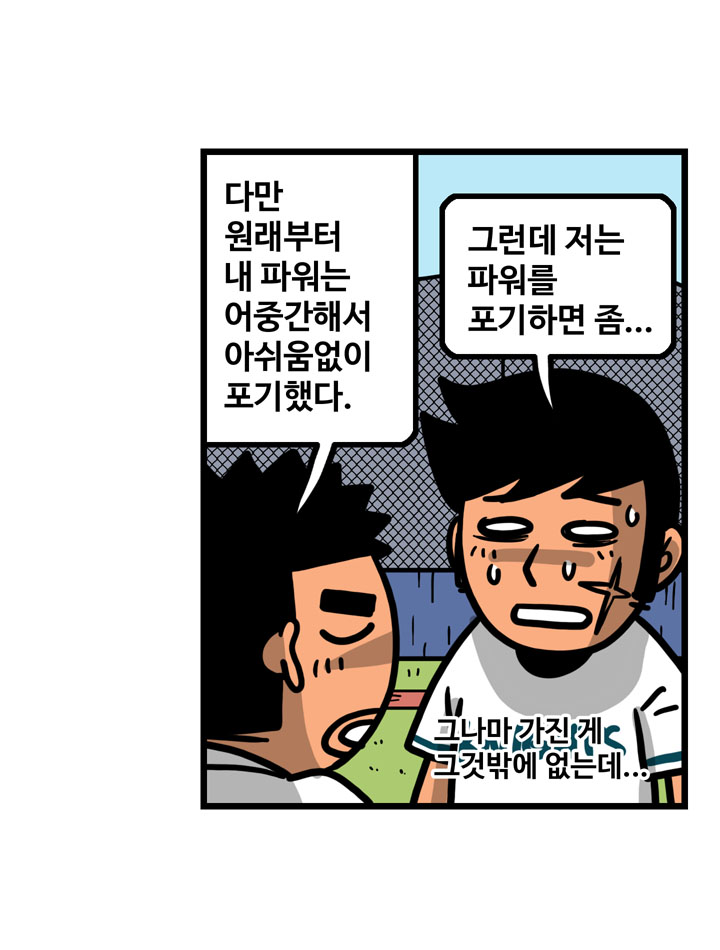 다만
원래부터
내 파워는
어중간해서
아쉬움없이
포기했다.
그런데 저는
파워를
포기하면 좀...
그나마 가진 게
그것밖에 없는데...